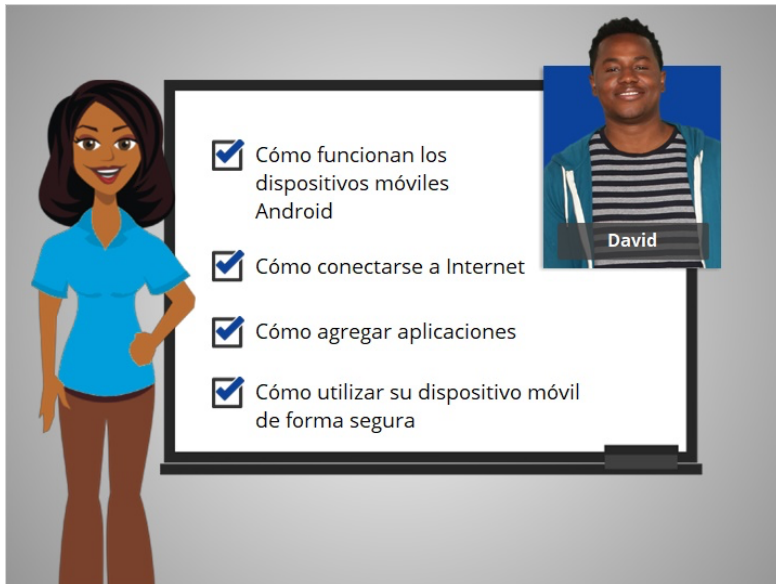 Cómo funcionan los
dispositivos móviles
Android
David
Cómo conectarse a Internet
Cómo agregar aplicaciones
Cómo utilizar su dispositivo móvil
de forma segura